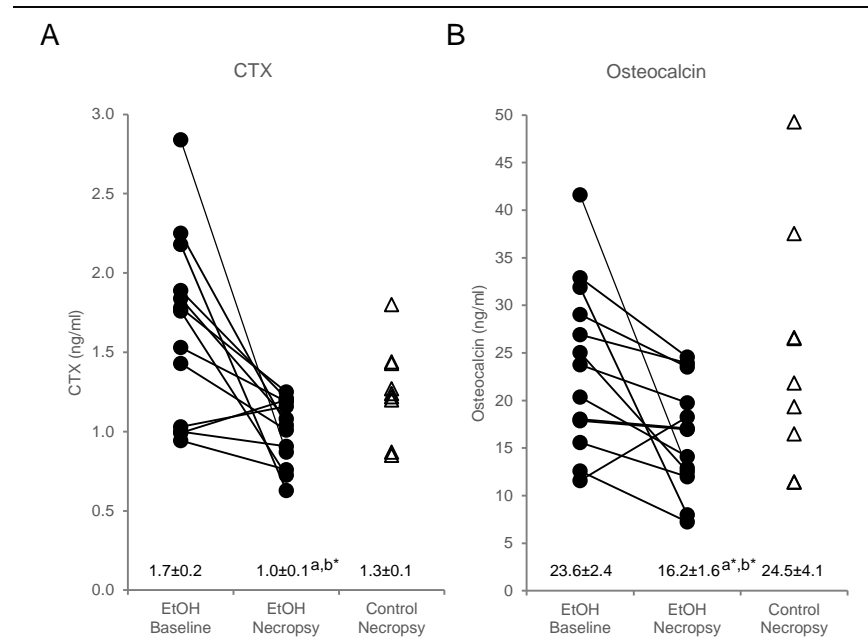 A
CTX
CTX (ng/ml)
3.0
2.5
2.0
1.5
1.0
0.5
0.0
1.7±0.2
1.0±0.1a,b*
1.3±0.1
EtOH
Baseline
EtOH
Necropsy
Control
Necropsy
B
Osteocalcin
Osteocalcin (ng/ml)
50
45
40
35
30
25
20
15
10
5
0
23.6±2.4
16.2±1.6a*,b*
24.5±4.1
EtOH
Baseline
EtOH
Necropsy
Control
Necropsy